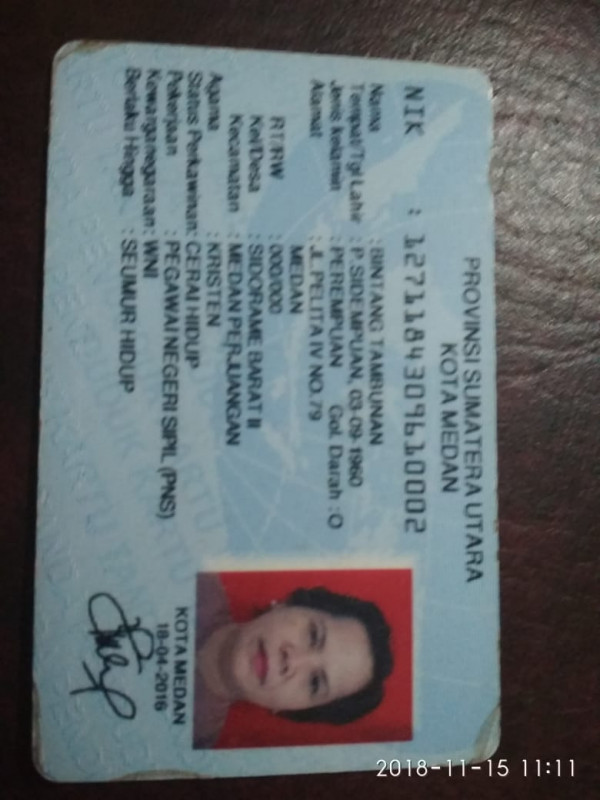 PROVINSI SUMATERA UTARA
KOTA MEDAN
NIK : 1271184309610002
Nama : BINTANG TAMBUNAN
Tempat/Tgl Lahir : P.SIDEMPUAN, 03-09-1960
Jenis kelamin : PEREMPUAN Gol. Darah : O
Alamat : JL PELITA IV NO.79
MEDAN
RT/RW : 000/000
Kel/Desa : SIDORAME BARAT II
Kecamatan : MEDAN PERJUANGAN
Agama : KRISTEN
Status Perkawinan: CERAI HIDUP
Pekerjaan : PEGAWAI NEGERI SIPIL (PNS)
Kewarganegaraan: WNI
Berlaku Hingga : SEUMUR HIDUP
KOTA MEDAN
18-04-2016
2018-11-15 11:11